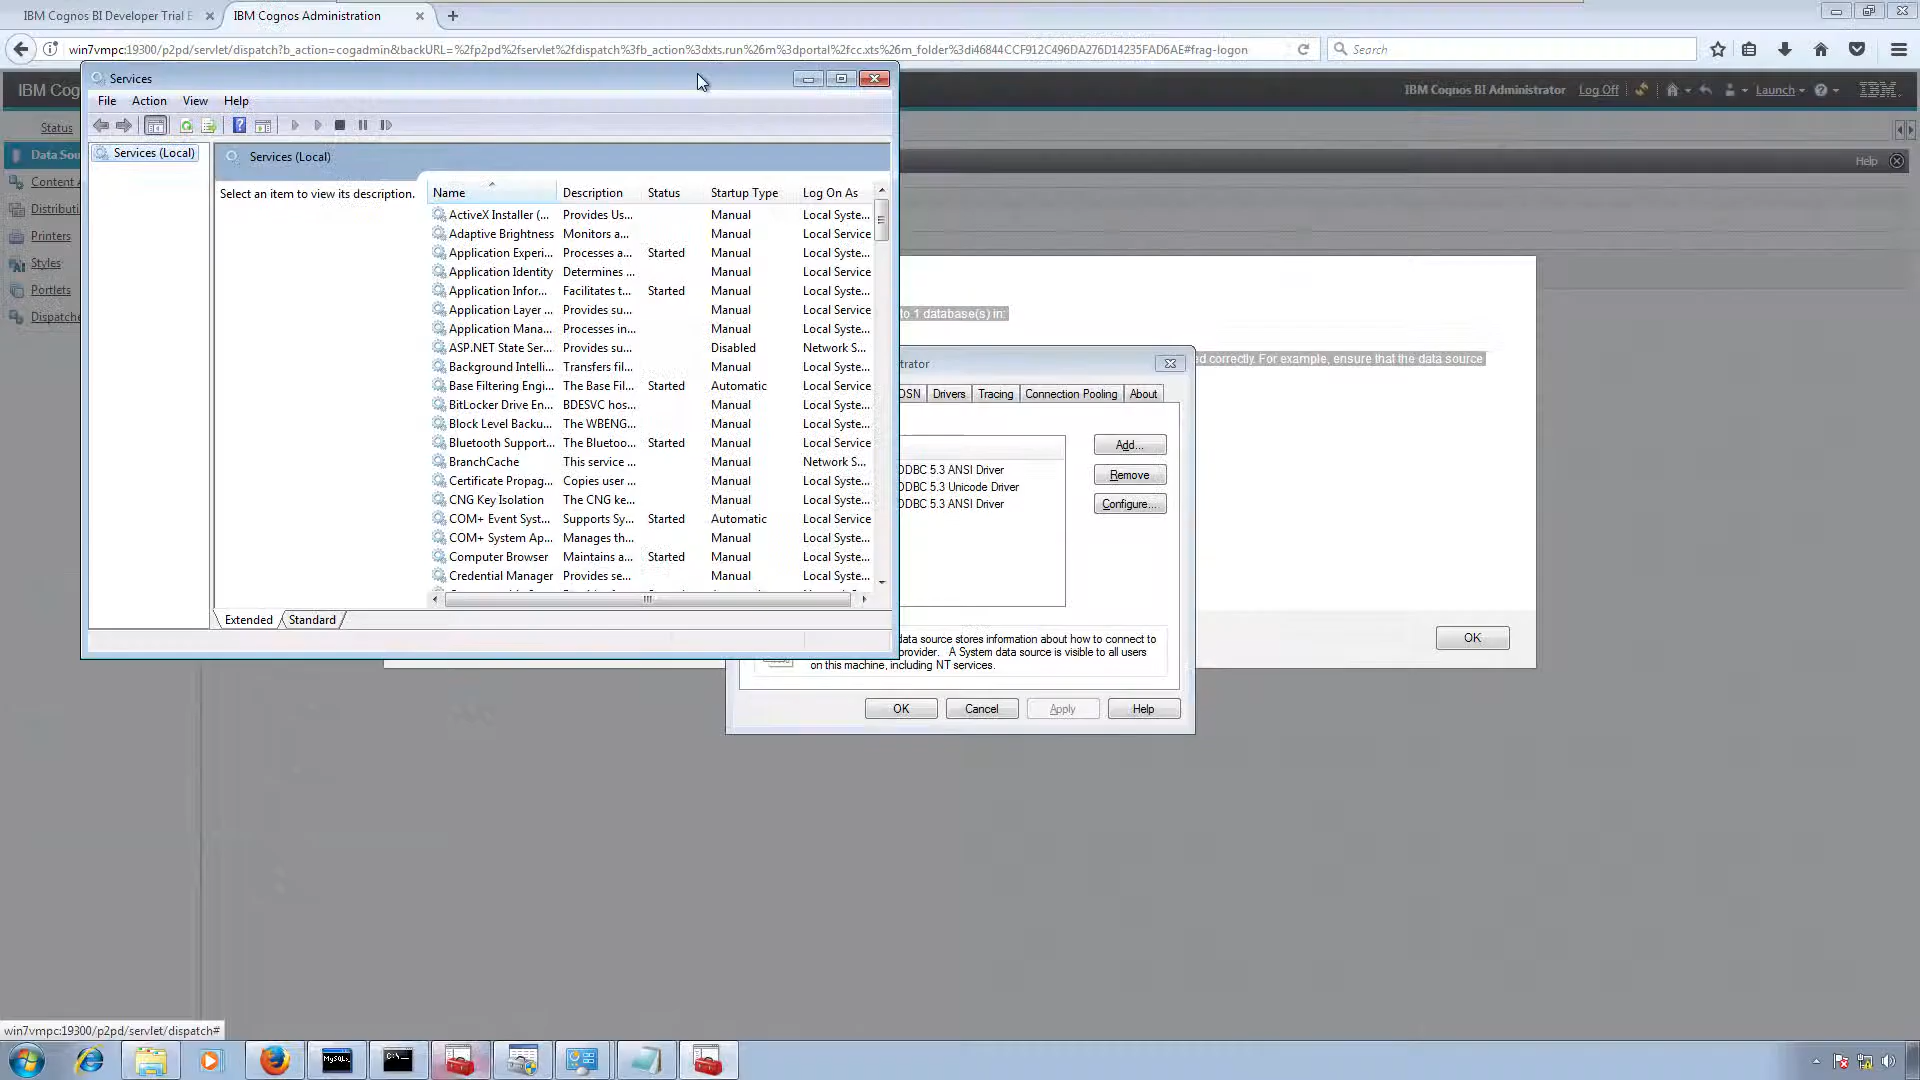 IBM Cognos BI Developer Trial E
IBM Cognos Administration
win7vmpc:19300/p2pd/servlet/dispatch?b_action=cogadmin&backURL=%2fp2pd%2fservlet%2fdispatch%3fb_action%3dxts.run%26m%3dportal%2fcc.xts%26m_folder%3di46844CCF912C496DA276D14235FAD6AE#frag-logon
Search
IBM Cog
IBM Cognos BI Administrator
Log Off
Launch
IBM
Services
File Action View Help
Status
Data Sou
Content A
Distributi
Printers
Styles
Portlets
Dispatche
Help
Services (Local)
Services (Local)
Select an item to view its description.
Name Description Status Startup Type Log On As
ActiveX Installer (... Provides Us... Manual Local Syste...
Adaptive Brightness Monitors a... Manual Local Service
Application Experi... Processes a... Started Manual Local Syste...
Application Identity Determines ... Manual Local Service
Application Infor... Facilitates t... Started Manual Local Syste...
Application Layer ... Provides su... Manual Local Service
Application Mana... Processes in... Manual Local Syste...
ASP.NET State Ser... Provides su... Disabled Network S...
Background Intelli... Transfers fil... Manual Local Syste...
Base Filtering Engi... The Base Fil... Started Automatic Local Service
BitLocker Drive En... BDESVC hos... Manual Local Syste...
Block Level Backu... The WBENG... Manual Local Syste...
Bluetooth Support... The Bluetoo... Started Manual Local Service
BranchCache This service ... Manual Network S...
Certificate Propag... Copies user ... Manual Local Syste...
CNG Key Isolation The CNG ke... Manual Local Syste...
COM+ Event Syst... Supports Sy... Started Automatic Local Service
COM+ System Ap... Manages th... Manual Local Syste...
Computer Browser Maintains a... Started Manual Local Syste...
Credential Manager Provides se... Manual Local Syste...
Extended Standard
to 1 database(s) in:
ed correctly. For example, ensure that the data source
trator
DSN Drivers Tracing Connection Pooling About
ODBC 5.3 ANSI Driver
ODBC 5.3 Unicode Driver
ODBC 5.3 ANSI Driver
Add...
Remove
Configure...
data source stores information about how to connect to
provider. A System data source is visible to all users
on this machine, including NT services.
OK Cancel Apply Help
OK
win7vmpc:19300/p2pd/servlet/dispatch#
MySQL
C:\